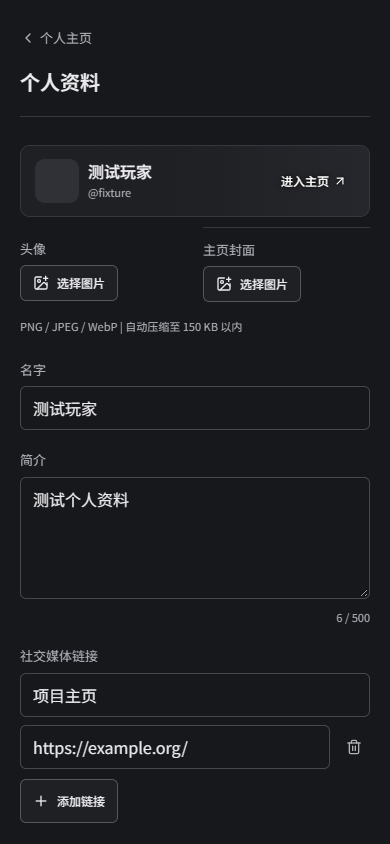 个人主页
个人资料
测试玩家
@fixture
进入主页
头像
主页封面
选择图片
选择图片
PNG / JPEG / WebP | 自动压缩至 150 KB 以内
名字
测试玩家
简介
测试个人资料
6 / 500
社交媒体链接
项目主页
https://example.org/
添加链接